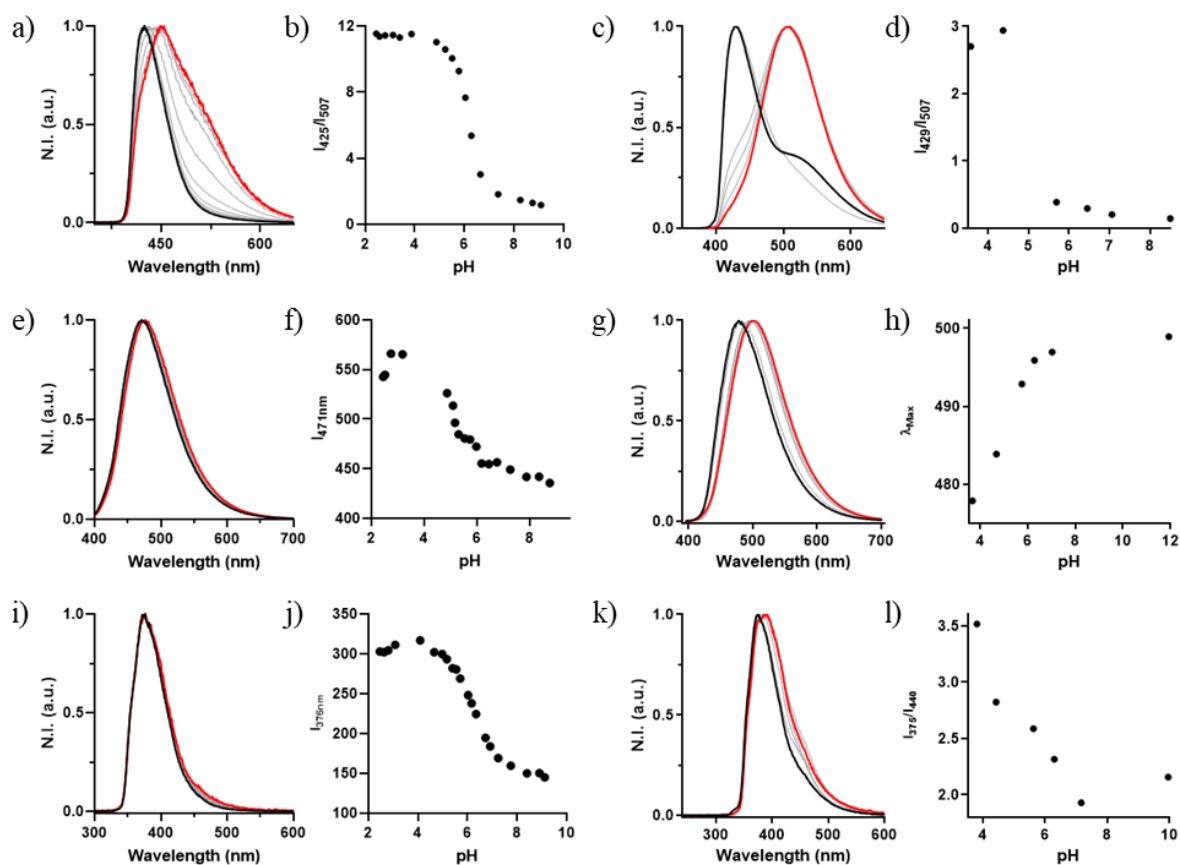 a)
N.I. (a.u.)
1.0
0.5
0.0
450
600
Wavelength (nm)
b)
I425/I507
12
8
4
0
2 4 6 8 10
pH
c)
N.I. (a.u.)
1.0
0.5
0.0
400 500 600
Wavelength (nm)
d)
I429/I507
3
2
1
0
4 5 6 7 8
pH
e)
N.I. (a.u.)
1.0
0.5
0.0
400 500 600 700
Wavelength (nm)
f)
I471nm
600
550
500
450
400
2 4 6 8
pH
g)
N.I. (a.u.)
1.0
0.5
0.0
400 500 600 700
Wavelength (nm)
h)
λMax
500
490
480
4 6 8 10 12
pH
i)
N.I. (a.u.)
1.0
0.5
0.0
300 400 500 600
Wavelength (nm)
j)
I376nm
350
300
250
200
150
100
2 4 6 8 10
pH
k)
N.I. (a.u.)
1.0
0.5
0.0
300 400 500 600
Wavelength (nm)
l)
I375/I440
3.5
3.0
2.5
2.0
4 6 8 10
pH